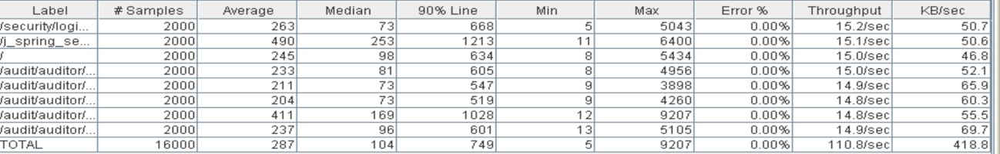 Label # Samples Average Median 90% Line Min Max Error % Throughput KB/sec
/security/logi... 2000 263 73 668 5 5043 0.00% 15.2/sec 50.7
/j_spring_se... 2000 490 253 1213 11 6400 0.00% 15.1/sec 50.6
/ 2000 245 98 634 8 5434 0.00% 15.0/sec 46.8
/audit/auditor/... 2000 233 81 605 8 4956 0.00% 15.0/sec 52.1
/audit/auditor/... 2000 211 73 547 9 3898 0.00% 14.9/sec 65.9
/audit/auditor/... 2000 204 73 519 9 4260 0.00% 14.8/sec 60.3
/audit/auditor/... 2000 411 169 1028 12 9207 0.00% 14.8/sec 55.5
/audit/auditor/... 2000 237 96 601 13 5105 0.00% 14.9/sec 69.7
TOTAL 16000 287 104 749 5 9207 0.00% 110.8/sec 418.8